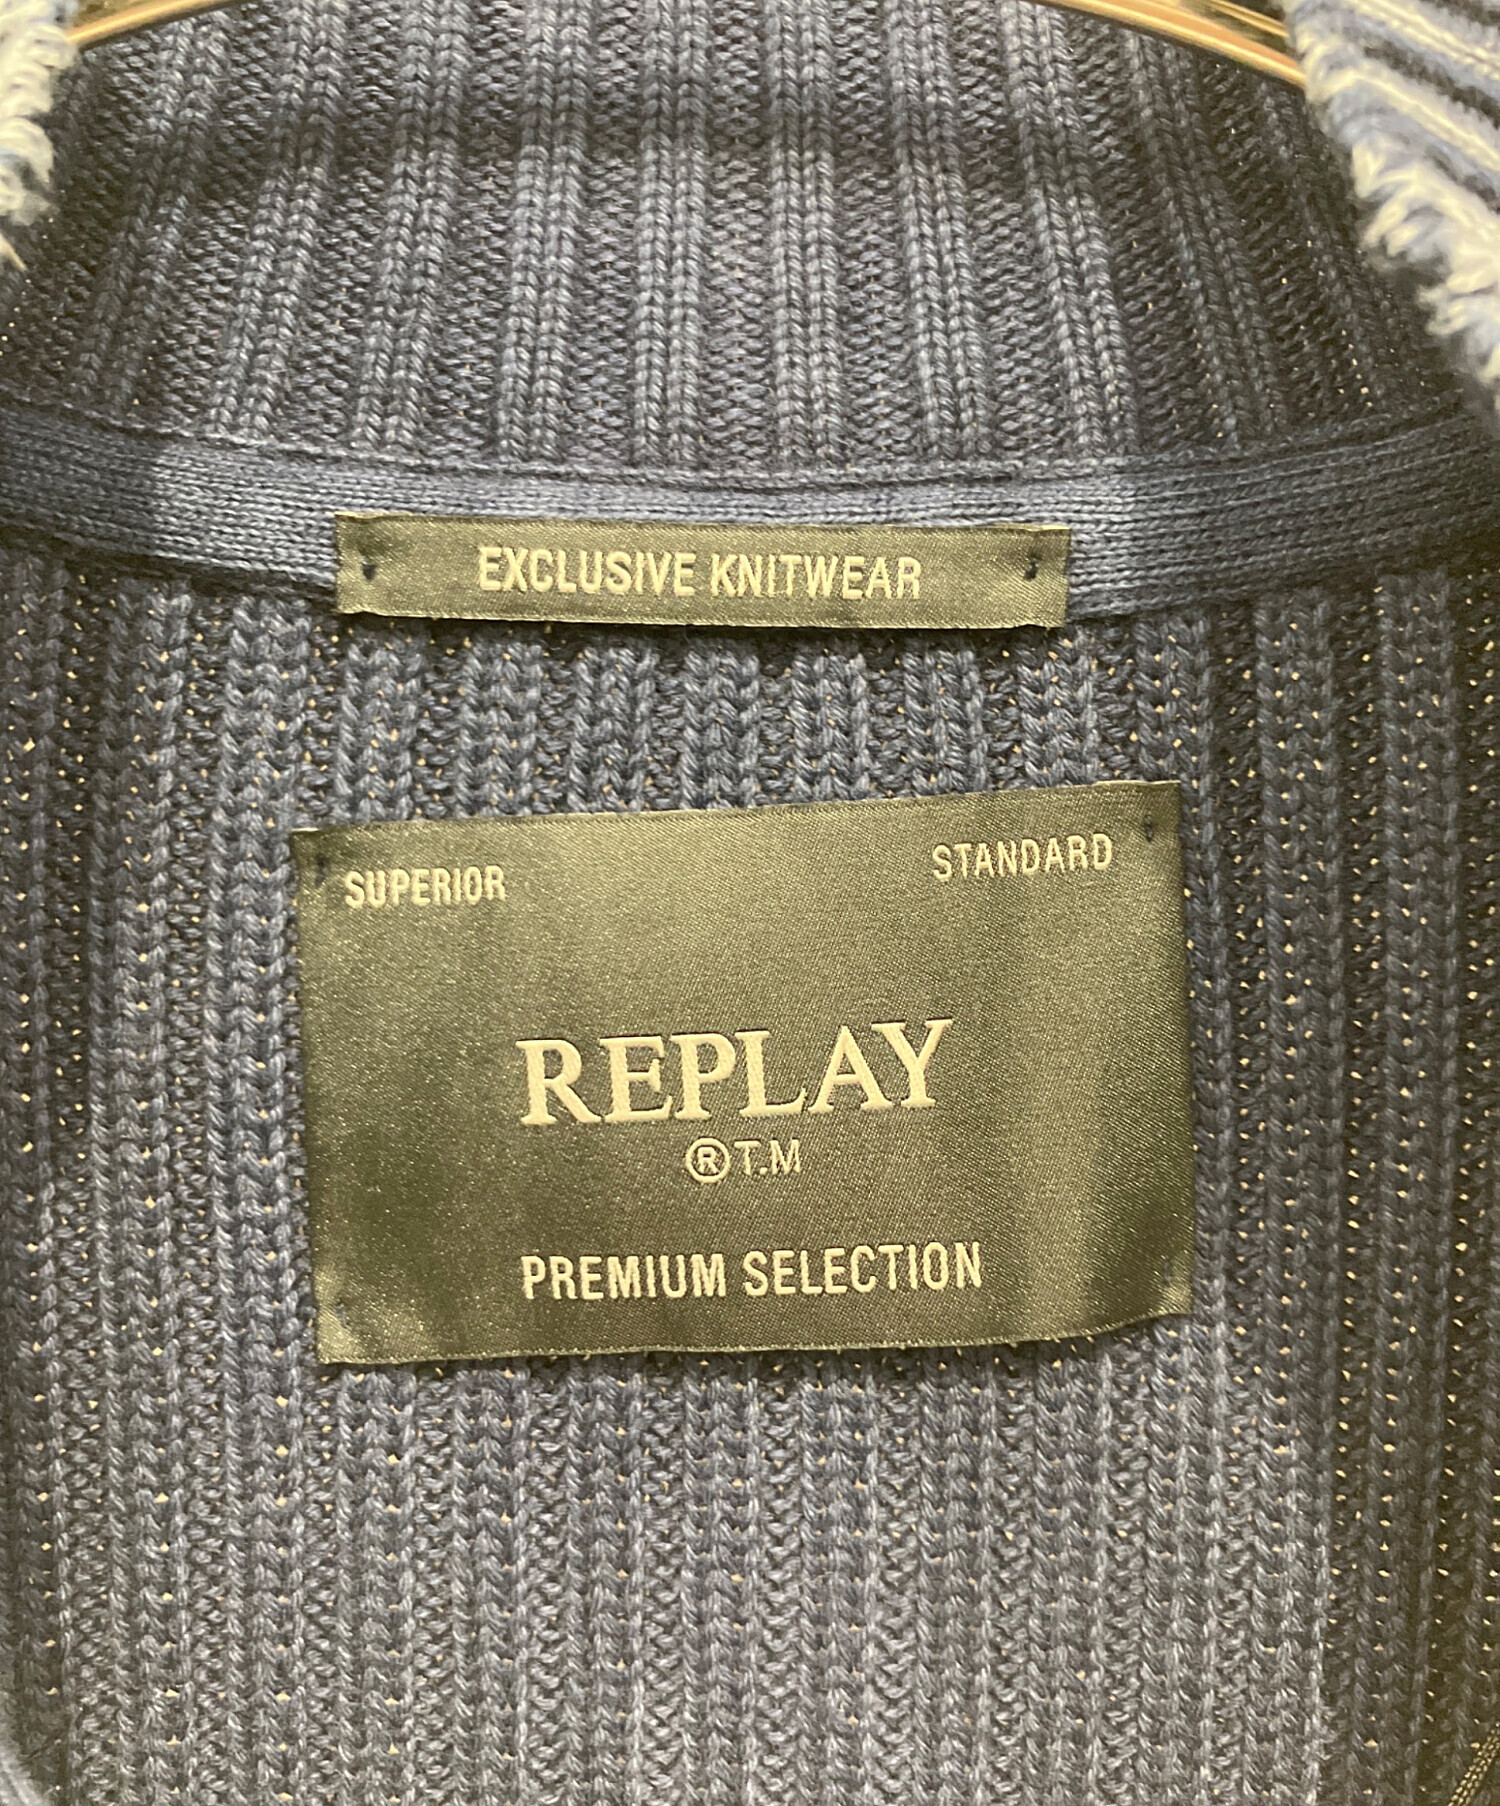 EXCLUSIVE KNITWEAR
SUPERIOR STANDARD
REPLAY
®T.M
PREMIUM SELECTION